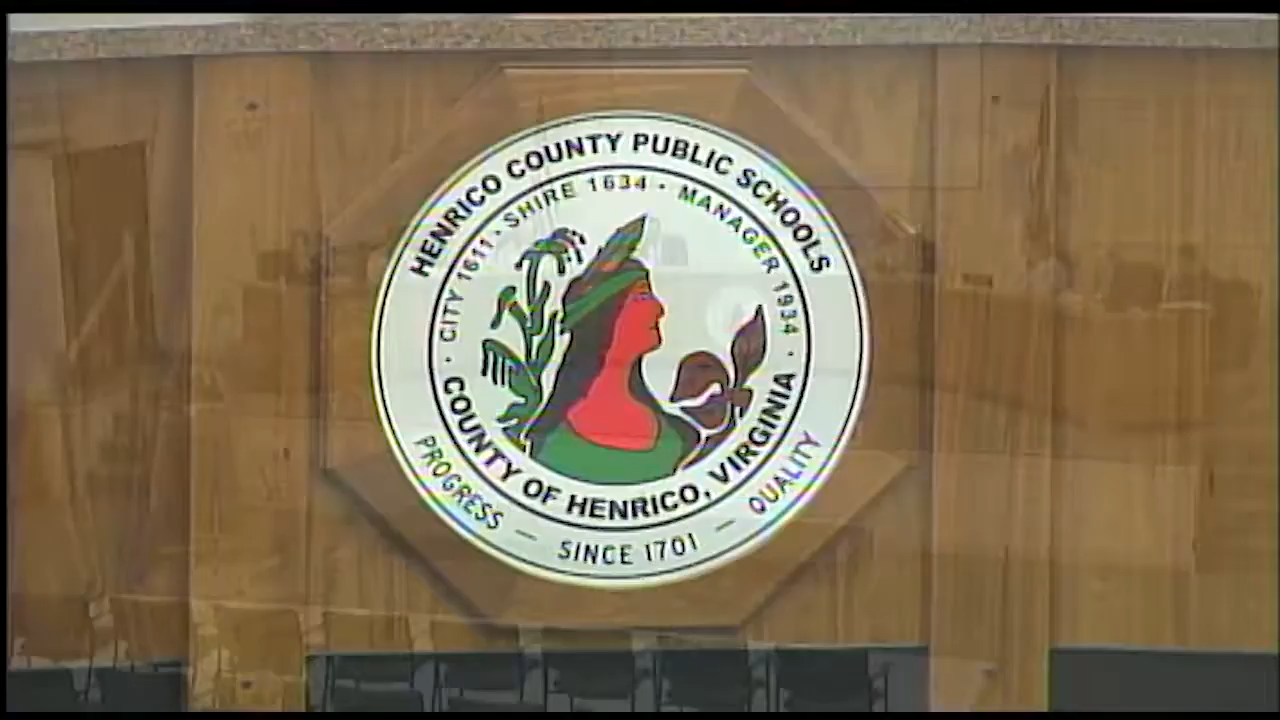 HENRICO COUNTY PUBLIC SCHOOLS
· CITY 1611 · SHIRE 1634 · MANAGER 1934 ·
COUNTY OF HENRICO, VIRGINIA
PROGRESS — SINCE 1701 — QUALITY